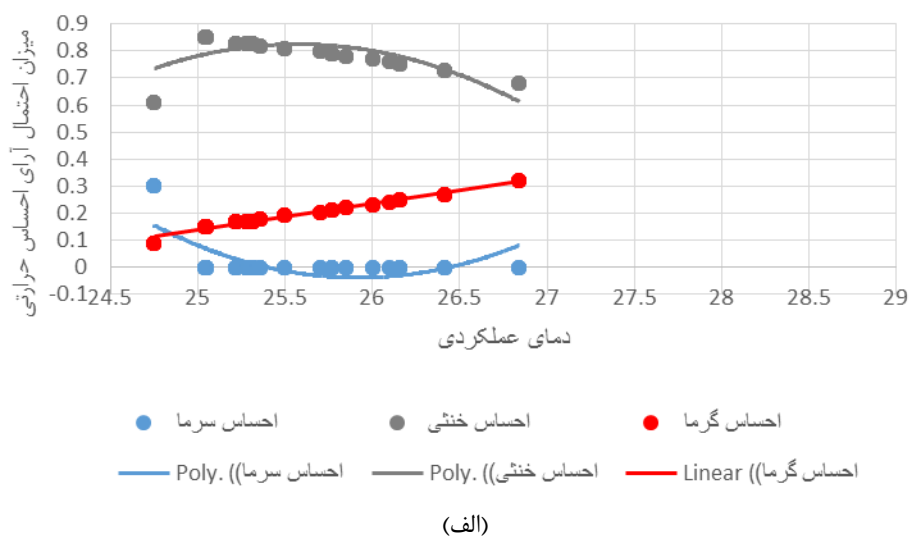 میزان احتمال آرای احساس حرارتی
0.9
0.8
0.7
0.6
0.5
0.4
0.3
0.2
0.1
0
-0.1
24.5 25 25.5 26 26.5 27 27.5 28 28.5 29
دمای عملکردی
احساس سرما احساس خنثی احساس گرما
Poly. ((احساس سرما Poly. ((احساس خنثی Linear ((احساس گرما
(الف)